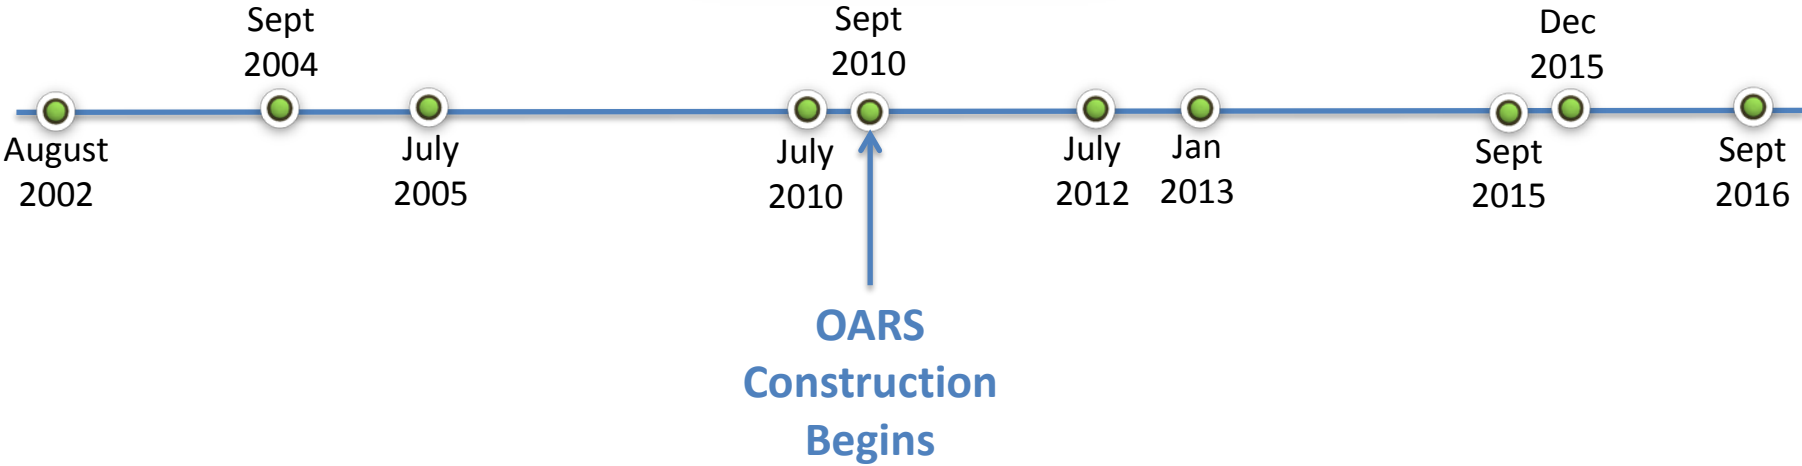 Sept
2004
Sept
2010
Dec
2015
August
2002
July
2005
July
2010
July
2012
Jan
2013
Sept
2015
Sept
2016
OARS
Construction
Begins